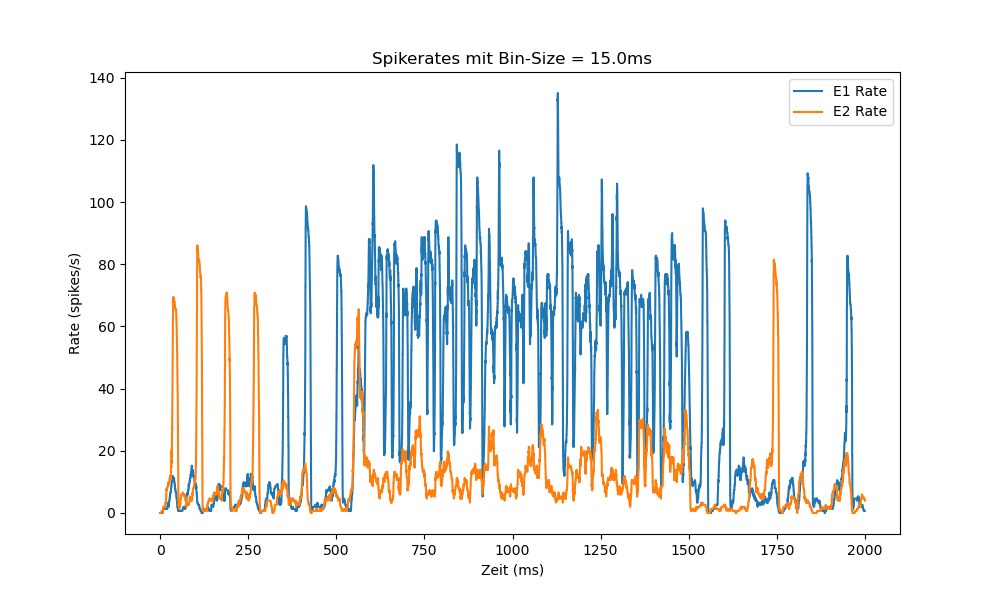 Spikerates mit Bin-Size = 15.0ms
E1 Rate
E2 Rate
140
120
100
80
60
40
20
0
Rate (spikes/s)
0 250 500 750 1000 1250 1500 1750 2000
Zeit (ms)